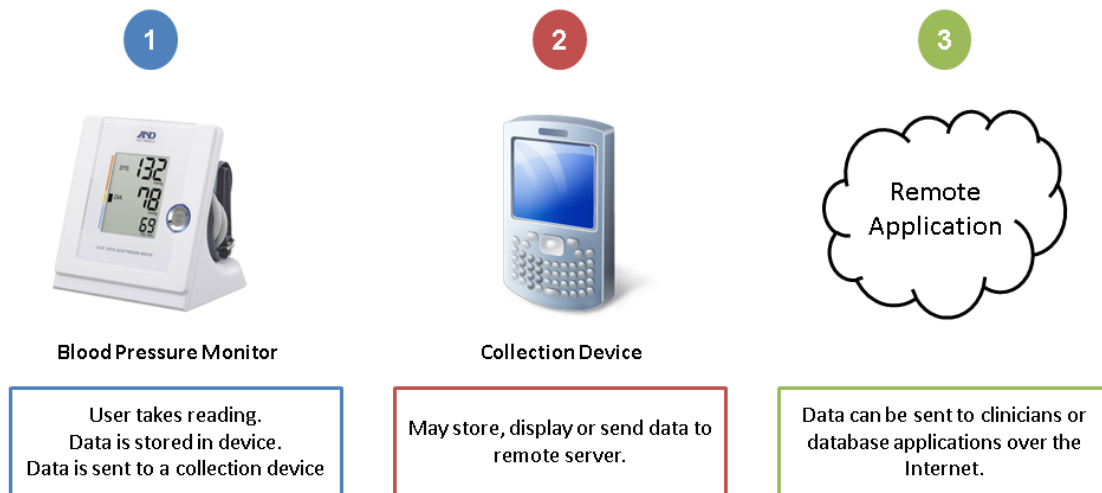 1
2
3
AND
SYS.
132
DIA.
78
69
Remote
Application
Blood Pressure Monitor
Collection Device
User takes reading.
Data is stored in device.
Data is sent to a collection device
May store, display or send data to
remote server.
Data can be sent to clinicians or
database applications over the
Internet.